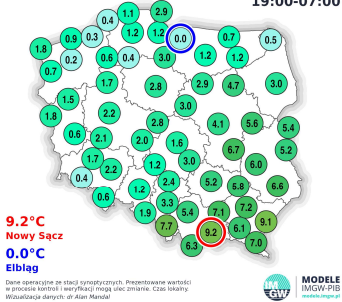 19:00-07:00
1.1 2.9
0.4
1.8 0.9 0.3 1.2 1.2 0.0 0.7 0.5
0.2 0.6 0.4 3.0 1.2 1.2
0.7
1.7 2.8 2.9 4.7 3.0
1.5 3.0
1.8 2.2 2.8 4.1 5.6 5.4
0.6 2.1 2.0 1.6 6.7 5.2
1.7 1.2 3.0 6.0
0.4 2.2 2.4 5.2 5.8 6.6
0.6 1.2
1.9 3.3 5.4 7.1 7.2
7.7 9.2 6.1 9.1
6.3 7.0
9.2°C
Nowy Sącz
0.0°C
Elbląg
Dane operacyjne ze stacji synoptycznych. Prezentowane wartości
w procesie kontroli i weryfikacji mogą ulec zmianie. Czas lokalny.
Wizualizacja danych: dr Alan Mandal
IMGW
MODELE
IMGW-PIB
modele.imgw.pl